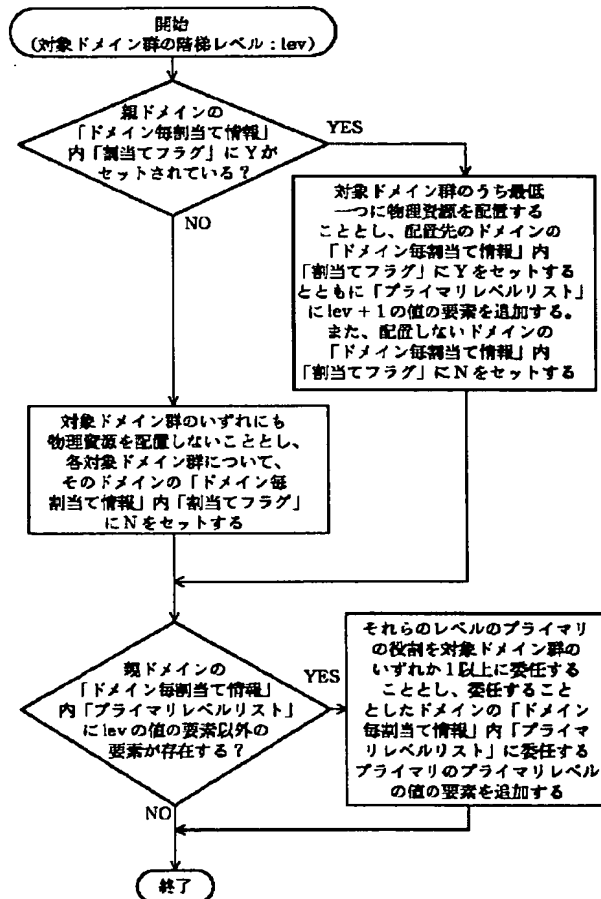 開始
(対象ドメイン群の階梯レベル:lev)
親ドメインの
「ドメイン毎割当て情報」
内「割当てフラグ」にYが
セットされている?
YES
NO
対象ドメイン群のうち最低
一つに物理資源を配置する
こととし、配置先のドメインの
「ドメイン毎割当て情報」内
「割当てフラグ」にYをセットする
とともに「プライマリレベルリスト」
にlev+1の値の要素を追加する。
また、配置しないドメインの
「ドメイン毎割当て情報」内
「割当てフラグ」にNをセットする
対象ドメイン群のいずれにも
物理資源を配置しないこととし、
各対象ドメイン群について、
そのドメインの「ドメイン毎
割当て情報」内「割当てフラグ」
にNをセットする
親ドメインの
「ドメイン毎割当て情報」
内「プライマリレベルリスト」
にlevの値の要素以外の
要素が存在する?
YES
NO
それらのレベルのプライマリ
の役割を対象ドメイン群の
いずれか1以上に委任する
こととし、委任すること
としたドメインの「ドメイン
毎割当て情報」内「プライマ
リレベルリスト」に委任する
プライマリのプライマリレベル
の値の要素を追加する
終了